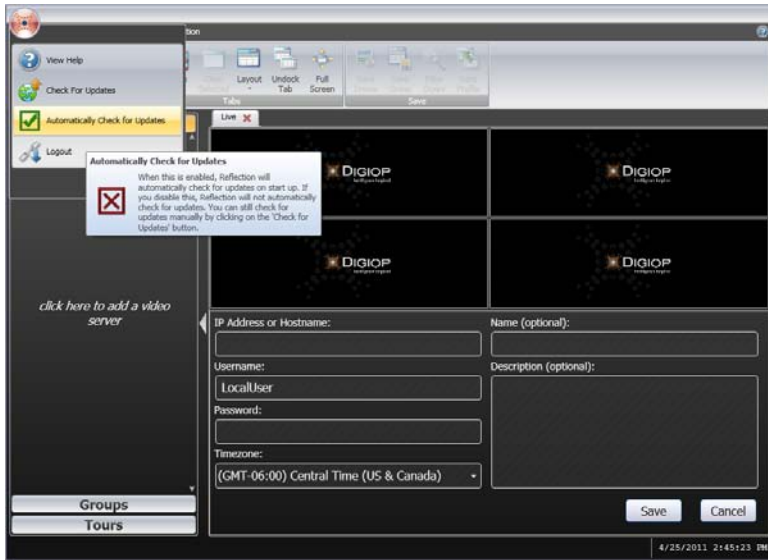 tion
View Help
Check For Updates
Automatically Check for Updates
Logout
Layout
Undock Tab
Full Screen
Tabs
Save
Live
Automatically Check for Updates
When this is enabled, Reflection will
automatically check for updates on start up. If
you disable this, Reflection will not automatically
check for updates. You can still check for
updates manually by clicking on the 'Check for
Updates' button.
DIGIOP
DIGIOP
DIGIOP
DIGIOP
click here to add a video
server
IP Address or Hostname:
Name (optional):
Username:
Description (optional):
LocalUser
Password:
Timezone:
(GMT-06:00) Central Time (US & Canada)
Groups
Tours
Save
Cancel
4/25/2011 2:45:23 PM